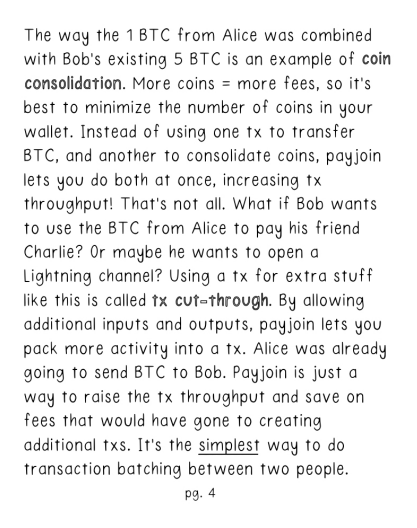 The way the 1 BTC from Alice was combined
with Bob's existing 5 BTC is an example of coin
consolidation. More coins = more fees, so it's
best to minimize the number of coins in your
wallet. Instead of using one tx to transfer
BTC, and another to consolidate coins, payjoin
lets you do both at once, increasing tx
throughput! That's not all. What if Bob wants
to use the BTC from Alice to pay his friend
Charlie? Or maybe he wants to open a
Lightning channel? Using a tx for extra stuff
like this is called tx cut-through. By allowing
additional inputs and outputs, payjoin lets you
pack more activity into a tx. Alice was already
going to send BTC to Bob. Payjoin is just a
way to raise the tx throughput and save on
fees that would have gone to creating
additional txs. It's the simplest way to do
transaction batching between two people.
pg. 4